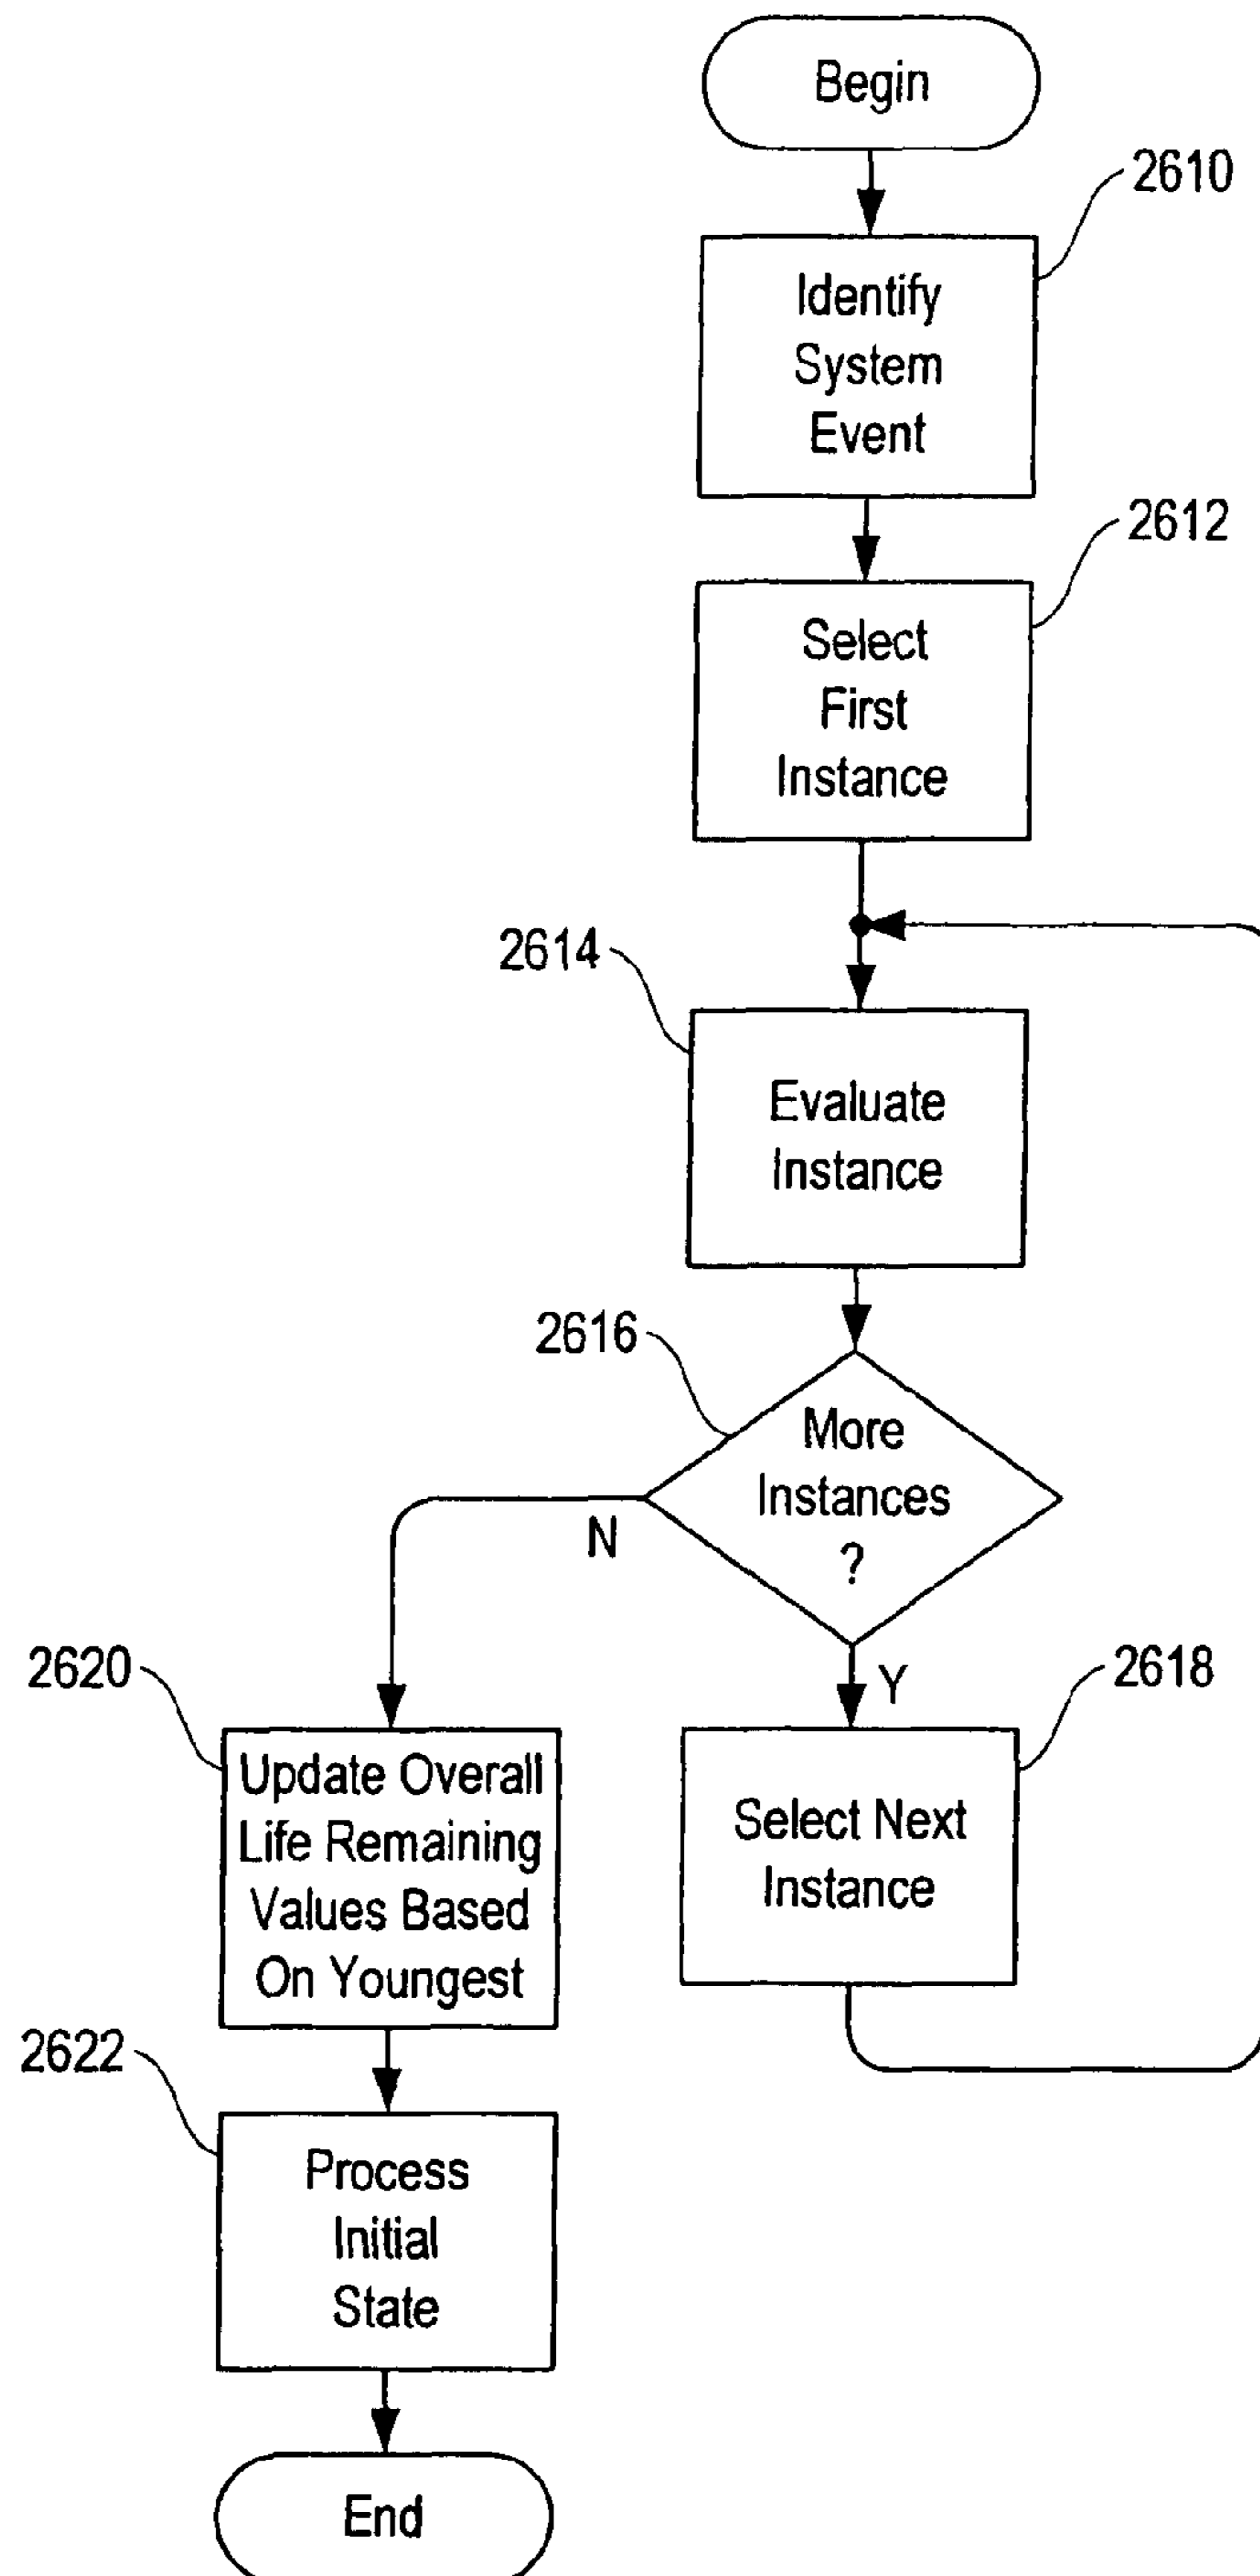 Begin
2610
Identify
System
Event
2612
Select
First
Instance
2614
Evaluate
Instance
2616
More
Instances
?
N
Y
2620
Update Overall
Life Remaining
Values Based
On Youngest
2618
Select Next
Instance
2622
Process
Initial
State
End